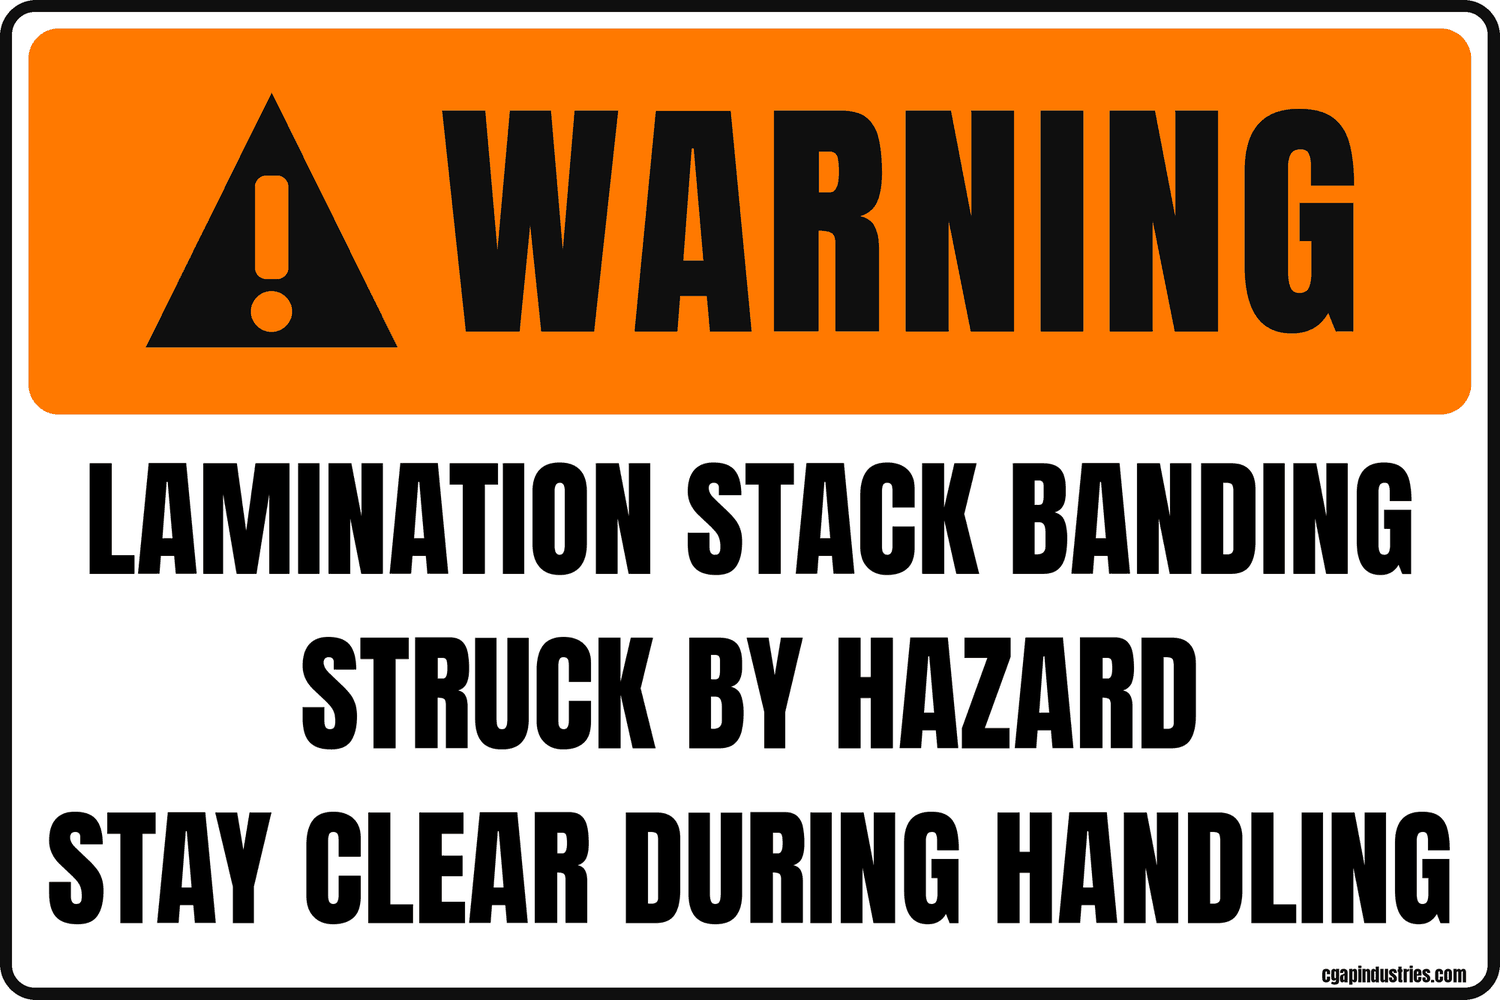 WARNING
LAMINATION STACK BANDING
STRUCK BY HAZARD
STAY CLEAR DURING HANDLING
cgapindustries.com